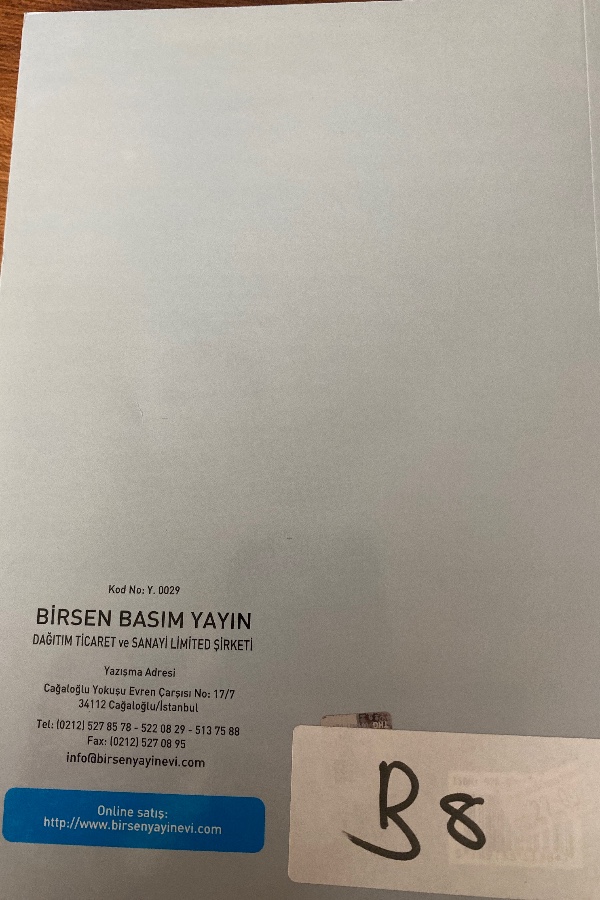 Kod No: Y. 0029
BİRSEN BASIM YAYIN
DAĞITIM TİCARET ve SANAYİ LİMİTED ŞİRKETİ
Yazışma Adresi
Cağaloğlu Yokuşu Evren Çarşısı No: 17/7
34112 Cağaloğlu/İstanbul
Tel: (0212) 527 85 78 - 522 08 29 - 513 75 88
Fax: (0212) 527 08 95
info@birsenyayinevi.com
Online satış:
http://www.birsenyayinevi.com
B 8